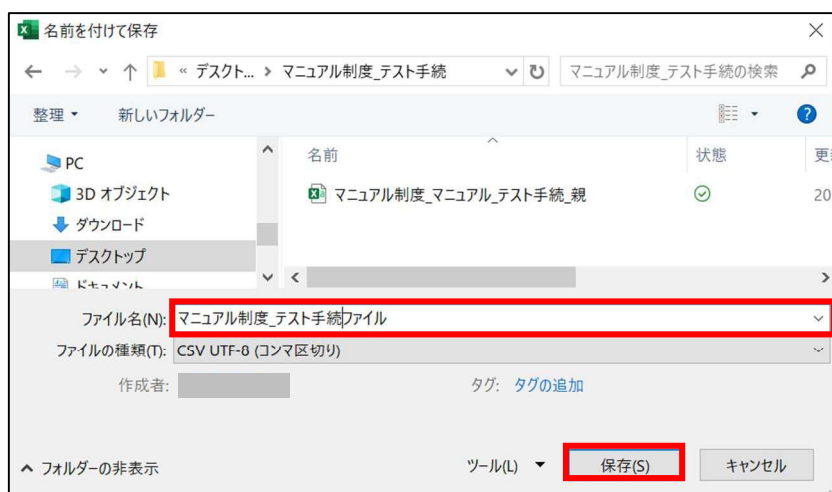 名前を付けて保存
« デスクト... › マニュアル制度_テスト手続
マニュアル制度_テスト手続の検索
整理
新しいフォルダー
名前
状態
PC
3D オブジェクト
マニュアル制度_マニュアル_テスト手続_親
20
ダウンロード
デスクトップ
ドキュメント
ファイル名(N): マニュアル制度_テスト手続ファイル
ファイルの種類(T): CSV UTF-8 (コンマ区切り)
作成者:
タグ: タグの追加
フォルダーの非表示
ツール(L)
保存(S)
キャンセル